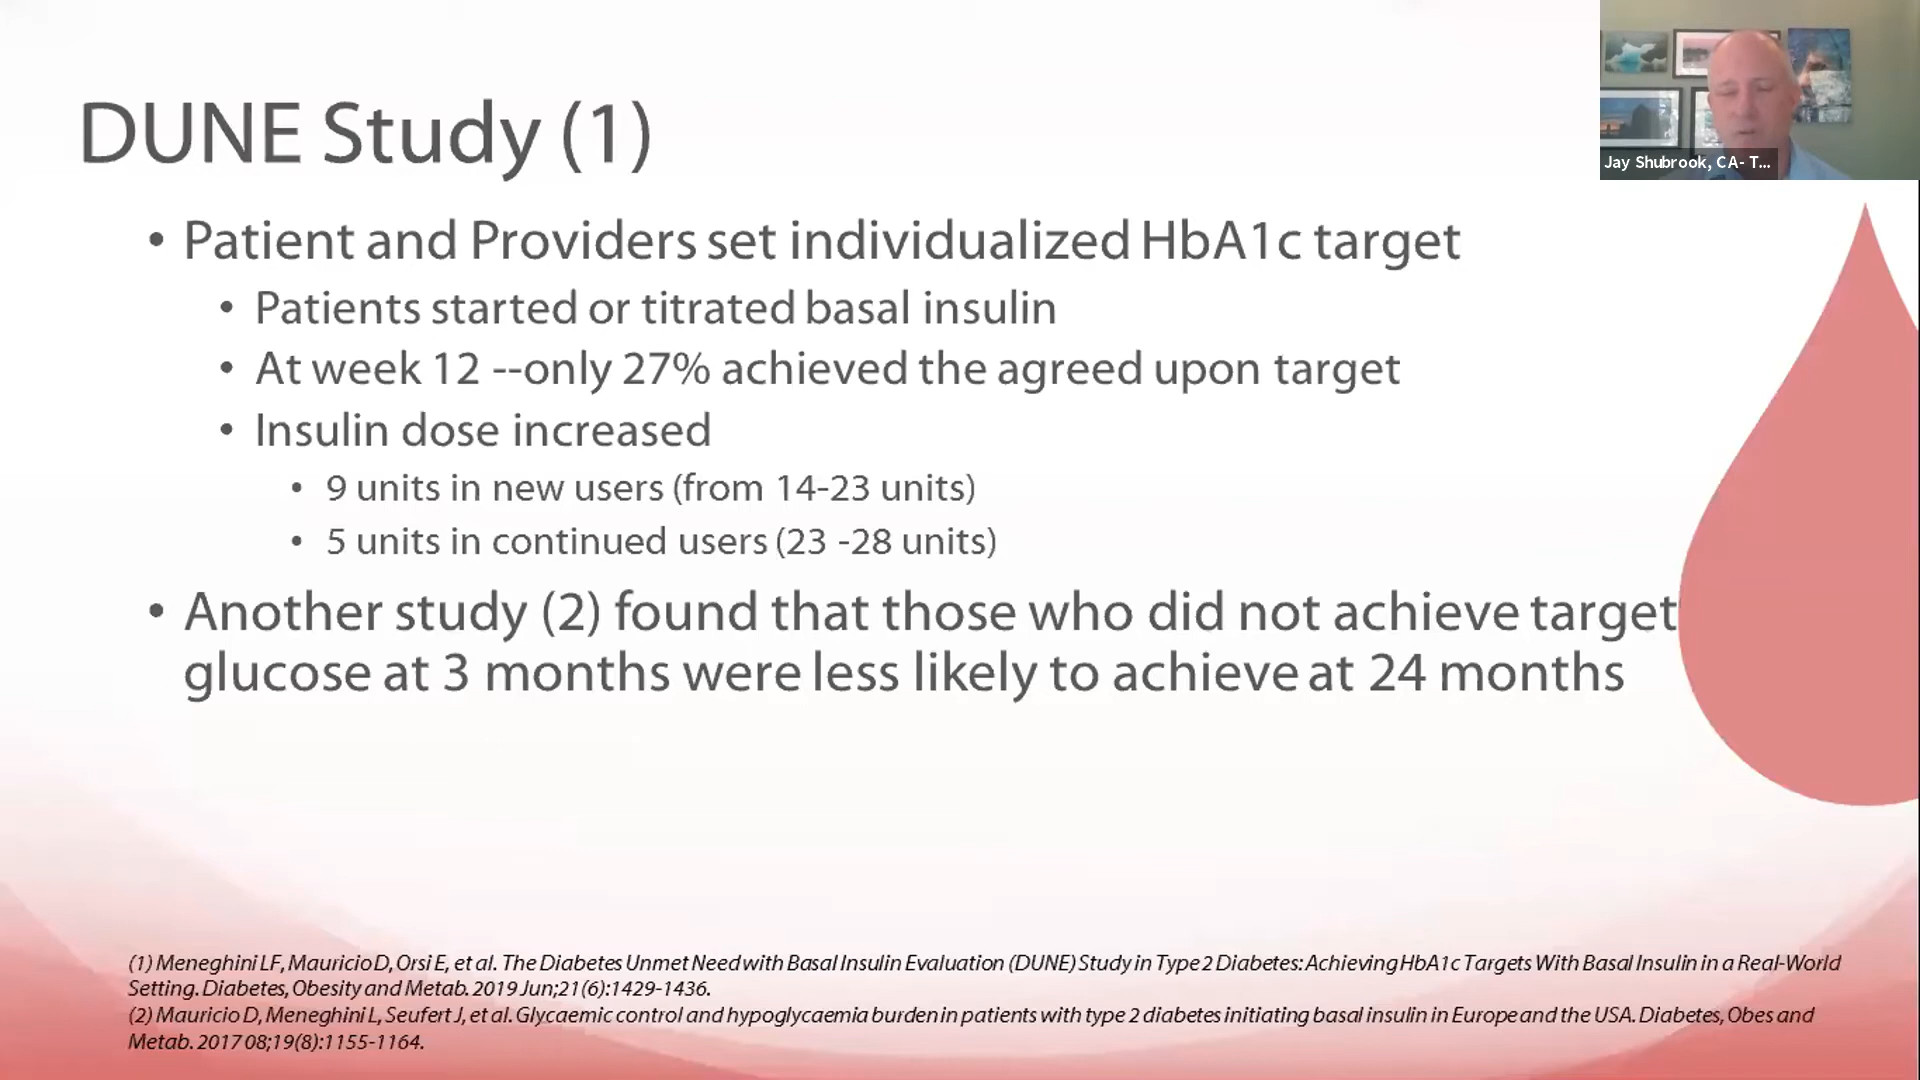 DUNE Study (1)
Jay Shubrook, CA- T...
• Patient and Providers set individualized HbA1c target
• Patients started or titrated basal insulin
• At week 12 --only 27% achieved the agreed upon target
• Insulin dose increased
• 9 units in new users (from 14-23 units)
• 5 units in continued users (23 -28 units)
• Another study (2) found that those who did not achieve target
glucose at 3 months were less likely to achieve at 24 months
(1) Meneghini LF, Mauricio D, Orsi E, et al. The Diabetes Unmet Need with Basal Insulin Evaluation (DUNE) Study in Type 2 Diabetes: Achieving HbA1c Targets With Basal Insulin in a Real-World
Setting. Diabetes, Obesity and Metab. 2019 Jun;21(6):1429-1436.
(2) Mauricio D, Meneghini L, Seufert J, et al. Glycaemic control and hypoglycaemia burden in patients with type 2 diabetes initiating basal insulin in Europe and the USA. Diabetes, Obes and
Metab. 2017 08;19(8):1155-1164.